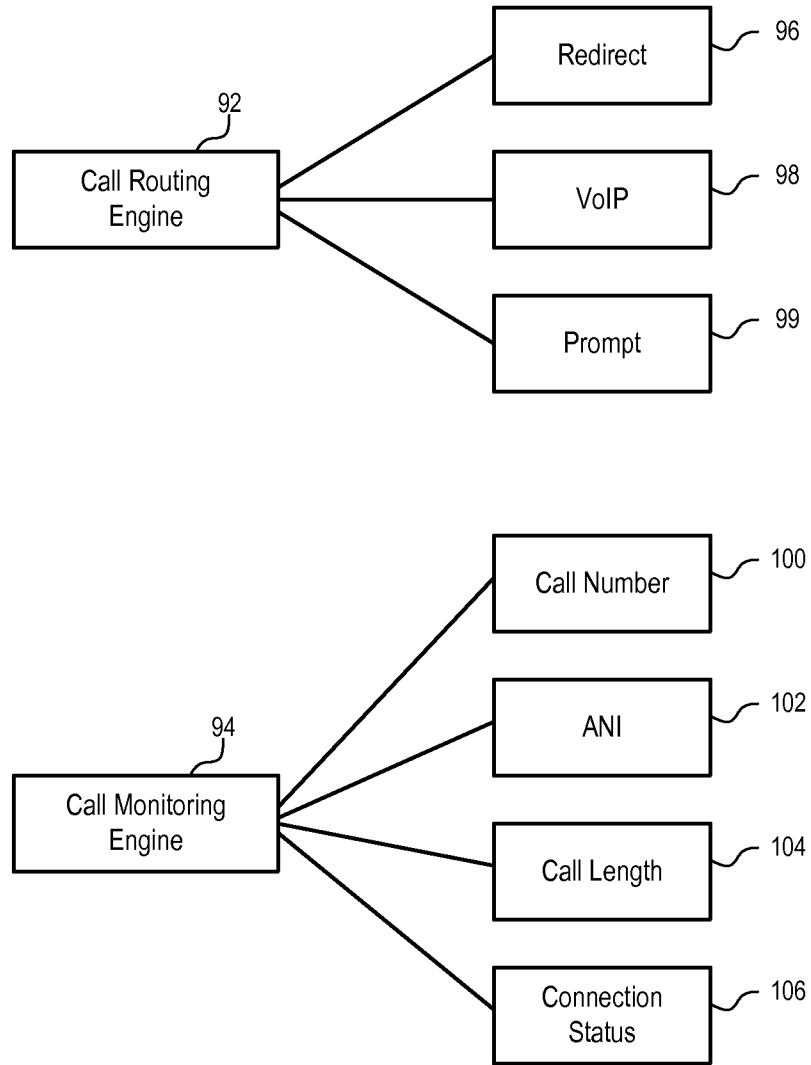 96
Redirect
92
Call Routing
Engine
98
VoIP
99
Prompt
100
Call Number
102
ANI
94
Call Monitoring
Engine
104
Call Length
106
Connection
Status